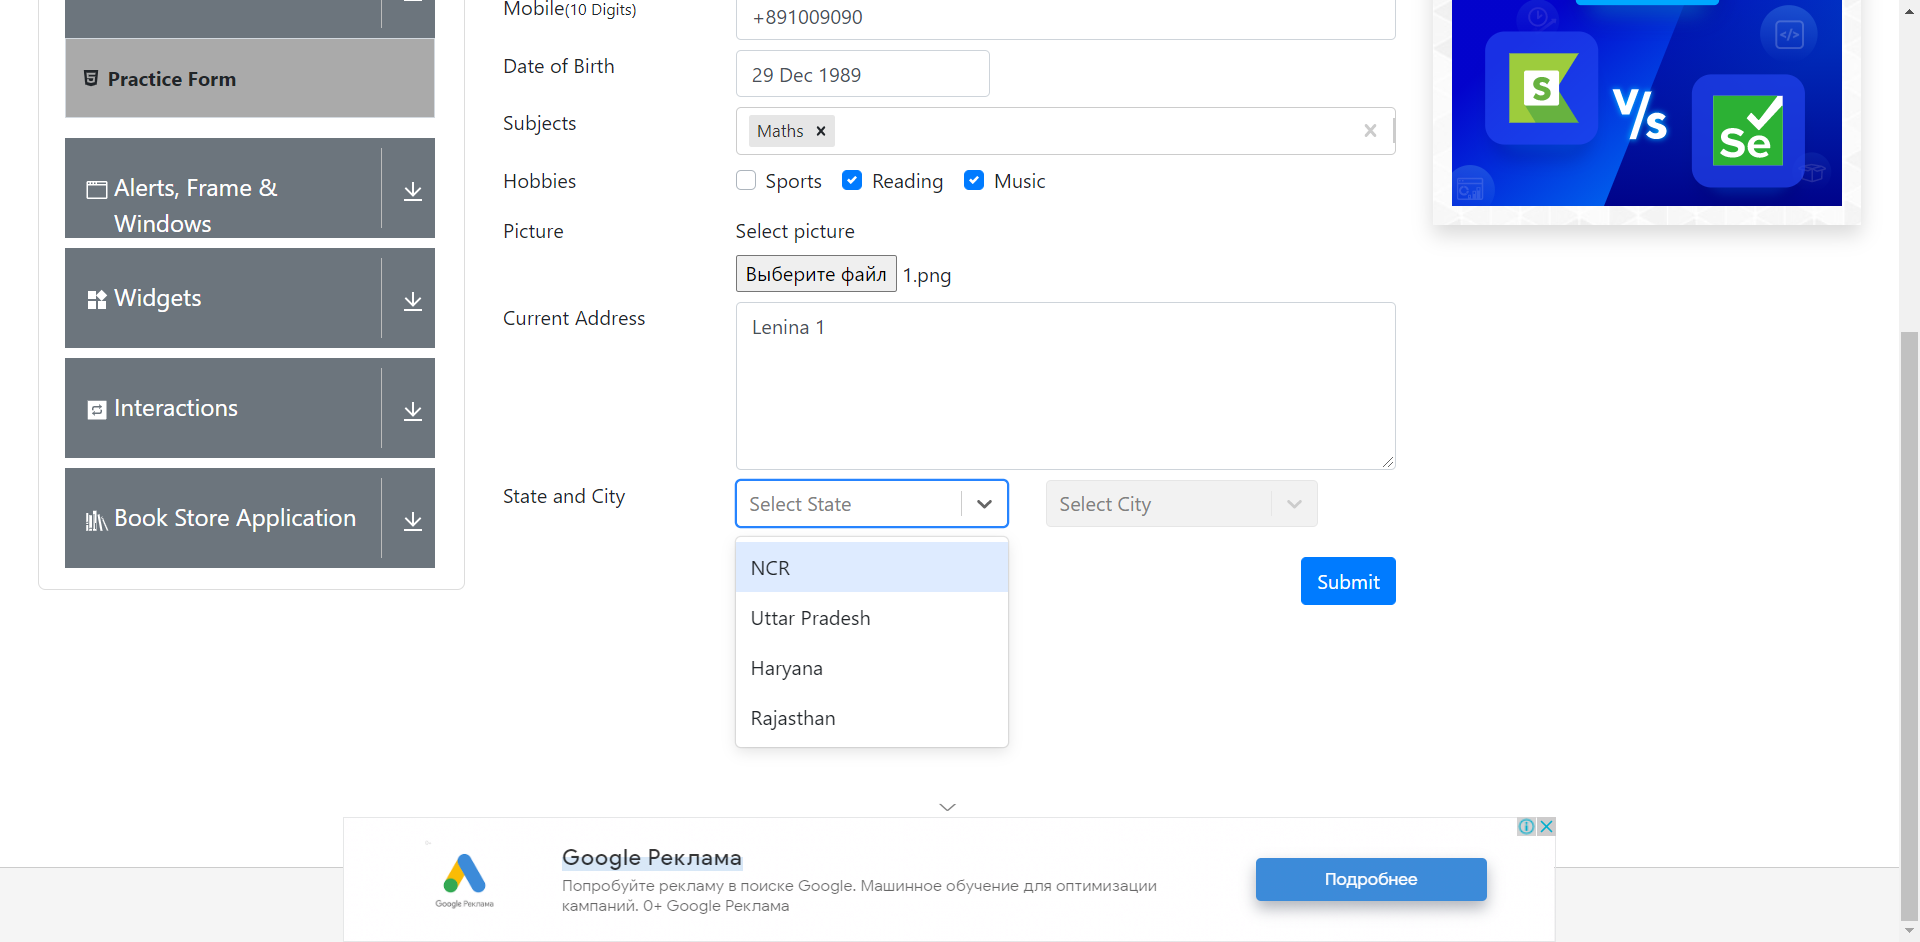 Mobile(10 Digits)
+891009090
Practice Form
Date of Birth
29 Dec 1989
Subjects
Maths
Hobbies
Sports
Reading
Music
Alerts, Frame &
Windows
Picture
Select picture
Выберите файл 1.png
Widgets
Current Address
Lenina 1
Interactions
State and City
Select State
Select City
Book Store Application
NCR
Uttar Pradesh
Haryana
Rajasthan
Submit
S
V/s
Se
Google Реклама
Google Реклама
Попробуйте рекламу в поиске Google. Машинное обучение для оптимизации
кампаний. 0+ Google Реклама
Подробнее